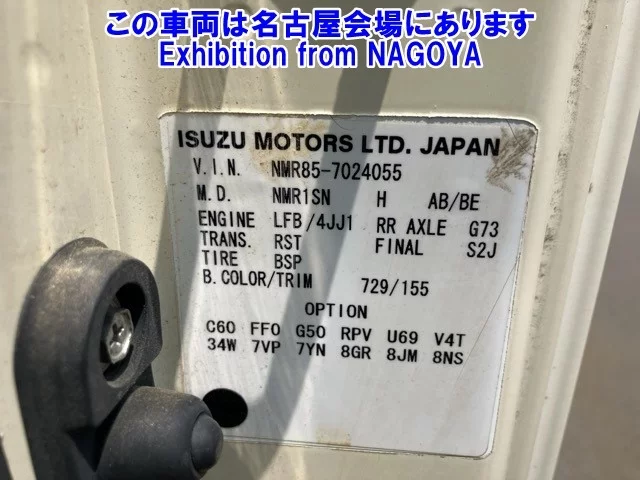 この車両は名古屋会場にあります
Exhibition from NAGOYA
ISUZU MOTORS LTD. JAPAN
V.I.N. NMR85-7024055
M.D. NMR1SN H AB/BE
ENGINE LFB/4JJ1 RR AXLE G73
TRANS. RST FINAL S2J
TIRE BSP
B.COLOR/TRIM 729/155
OPTION
C60 FF0 G50 RPV U69 V4T
34W 7VP 7YN 8GR 8JM 8NS